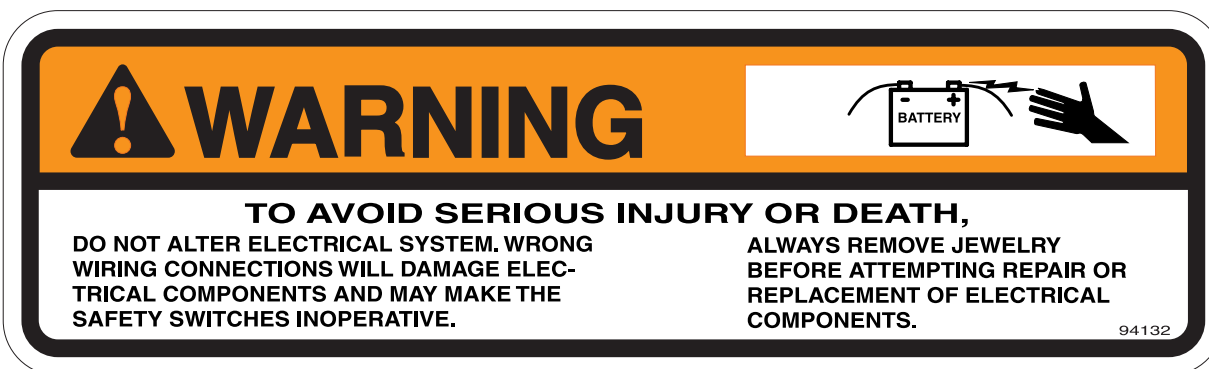 WARNING
- +
BATTERY
TO AVOID SERIOUS INJURY OR DEATH,
DO NOT ALTER ELECTRICAL SYSTEM. WRONG
WIRING CONNECTIONS WILL DAMAGE ELEC-
TRICAL COMPONENTS AND MAY MAKE THE
SAFETY SWITCHES INOPERATIVE.
ALWAYS REMOVE JEWELRY
BEFORE ATTEMPTING REPAIR OR
REPLACEMENT OF ELECTRICAL
COMPONENTS.
94132